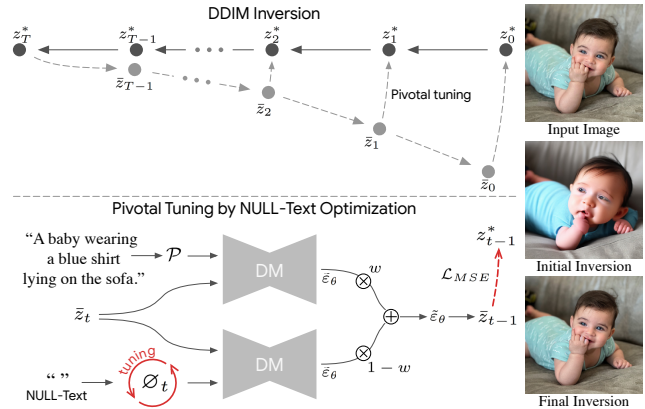 DDIM Inversion
z*_T z*_{T−1} z*_2 z*_1 z*_0
z̄_{T−1}
z̄_2
Pivotal tuning
z̄_1
z̄_0
Input Image
Pivotal Tuning by NULL-Text Optimization
“A baby wearing
a blue shirt
lying on the sofa.”
𝒫
DM
ε̃_θ
w
z*_{t−1}
ℒ_{MSE}
Initial Inversion
z̄_t
ε̃_θ
z̄_{t−1}
tuning
“ ”
NULL-Text
∅_t
DM
ε̃_θ
1 − w
Final Inversion